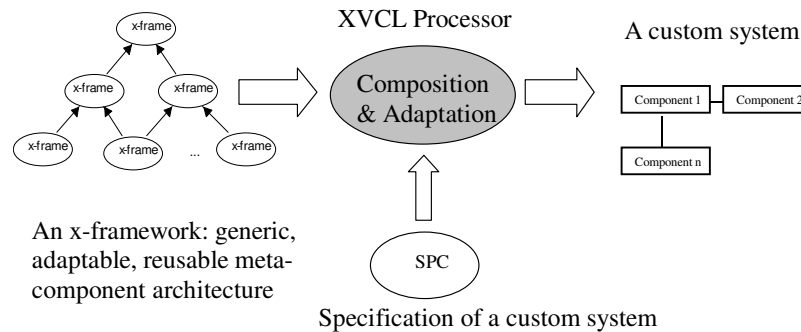 XVCL Processor
A custom system
x-frame
x-frame
x-frame
x-frame
x-frame
...
x-frame
Composition
& Adaptation
Component 1
Component 2
Component n
An x-framework: generic,
adaptable, reusable meta-
component architecture
SPC
Specification of a custom system